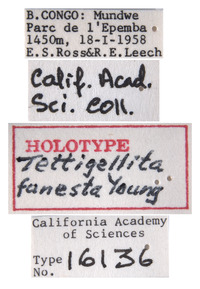 B.CONGO: Mundwe
Parc de l'Epemba
1450m, 18-I-1958
E.S.Ross&R.E.Leech
Calif. Acad.
Sci. Coll.
HOLOTYPE
Tettigellita
funesta Young
California Academy
of Sciences
Type
No. 16136